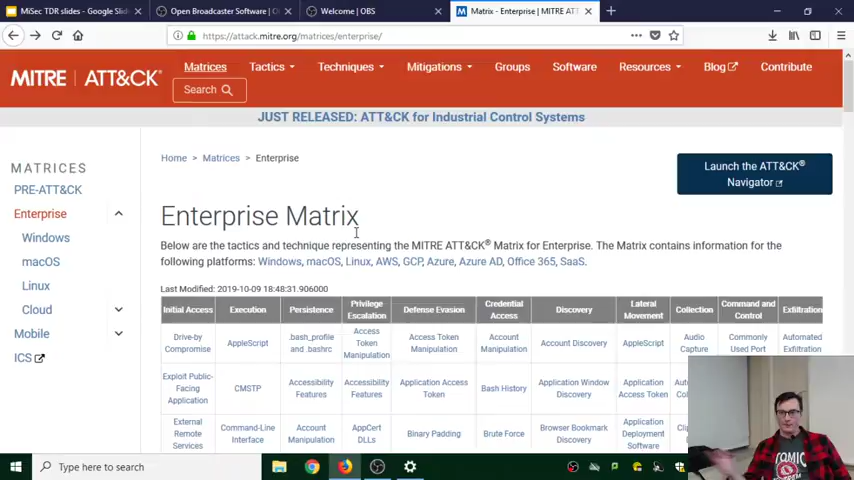 MiSec TDR slides - Google Slid
Open Broadcaster Software | O
Welcome | OBS
Matrix - Enterprise | MITRE ATT
https://attack.mitre.org/matrices/enterprise/
MITRE | ATT&CK®
Matrices
Tactics
Techniques
Mitigations
Groups
Software
Resources
Blog
Contribute
Search
JUST RELEASED: ATT&CK for Industrial Control Systems
MATRICES
PRE-ATT&CK
Enterprise
Windows
macOS
Linux
Cloud
Mobile
ICS
Home > Matrices > Enterprise
Launch the ATT&CK®
Navigator
Enterprise Matrix
Below are the tactics and technique representing the MITRE ATT&CK® Matrix for Enterprise. The Matrix contains information for the
following platforms: Windows, macOS, Linux, AWS, GCP, Azure, Azure AD, Office 365, SaaS.
Last Modified: 2019-10-09 18:48:31.906000
Initial Access
Execution
Persistence
Privilege
Escalation
Defense Evasion
Credential
Access
Discovery
Lateral
Movement
Collection
Command and
Control
Exfiltration
Drive-by
Compromise
AppleScript
.bash_profile
and .bashrc
Access
Token
Manipulation
Access Token
Manipulation
Account
Manipulation
Account Discovery
AppleScript
Audio
Capture
Commonly
Used Port
Automated
Exfiltration
Exploit Public-
Facing
Application
CMSTP
Accessibility
Features
Accessibility
Features
Application Access
Token
Bash History
Application Window
Discovery
Application
Access Token
External
Remote
Services
Command-Line
Interface
Account
Manipulation
AppCert
DLLs
Binary Padding
Brute Force
Browser Bookmark
Discovery
Application
Deployment
Software
COMIC
Type here to search